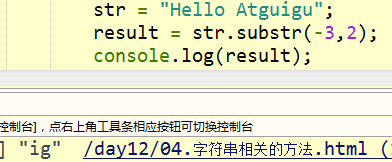 str = "Hello Atguigu";
result = str.substr(-3,2);
console.log(result);
控制台], 点右上角工具条相应按钮可切换控制台
] "ig" /day12/04.字符串相关的方法.html (